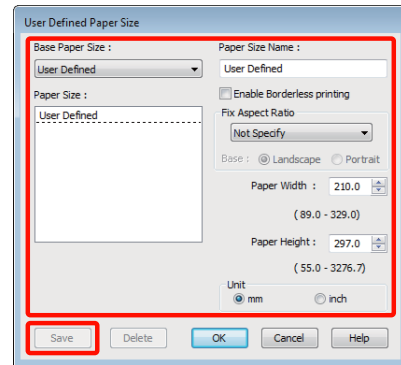 User Defined Paper Size
Base Paper Size :
User Defined
Paper Size :
User Defined
Paper Size Name :
User Defined
Enable Borderless printing
Fix Aspect Ratio
Not Specify
Base : Landscape Portrait
Paper Width : 210.0
( 89.0 - 329.0)
Paper Height : 297.0
( 55.0 - 3276.7)
Unit
mm inch
Save Delete OK Cancel Help